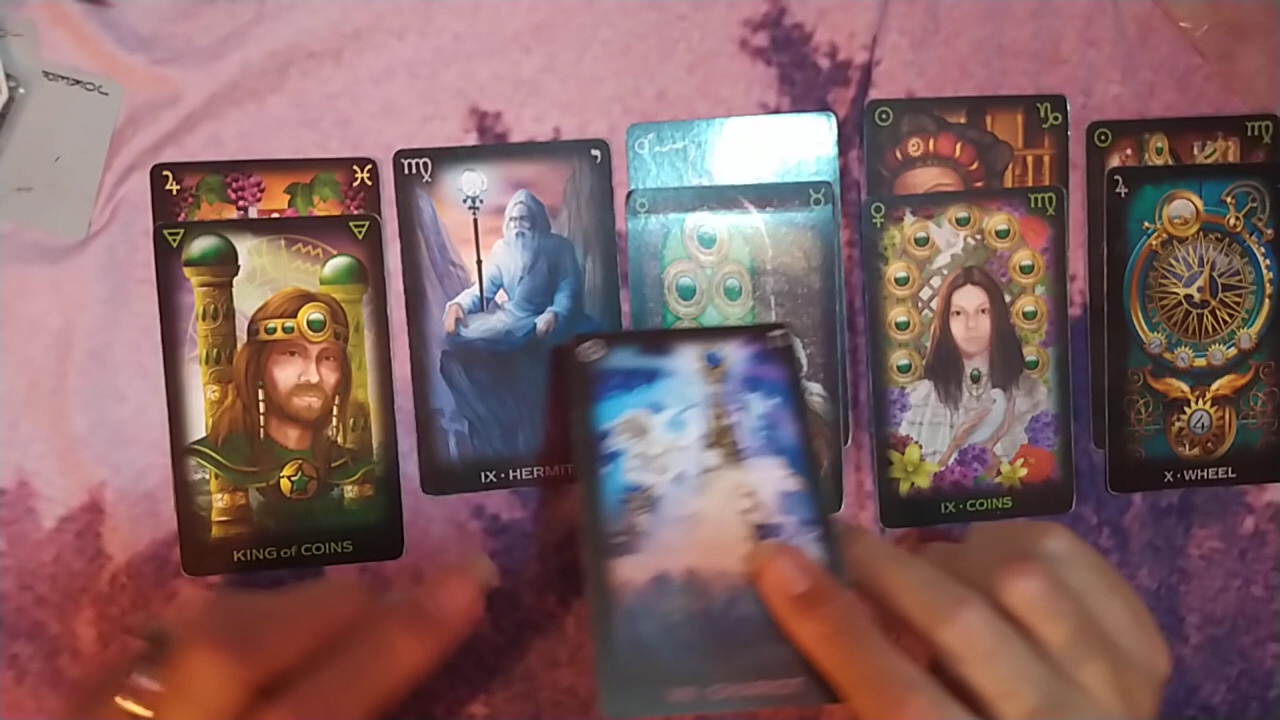 KING of COINS
IX · HERMIT
IX · COINS
X · WHEEL